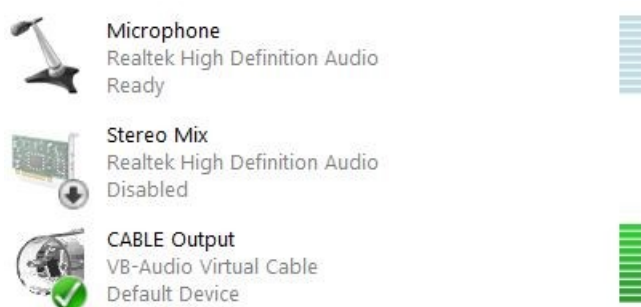 Microphone
Realtek High Definition Audio
Ready
Stereo Mix
Realtek High Definition Audio
Disabled
CABLE Output
VB-Audio Virtual Cable
Default Device